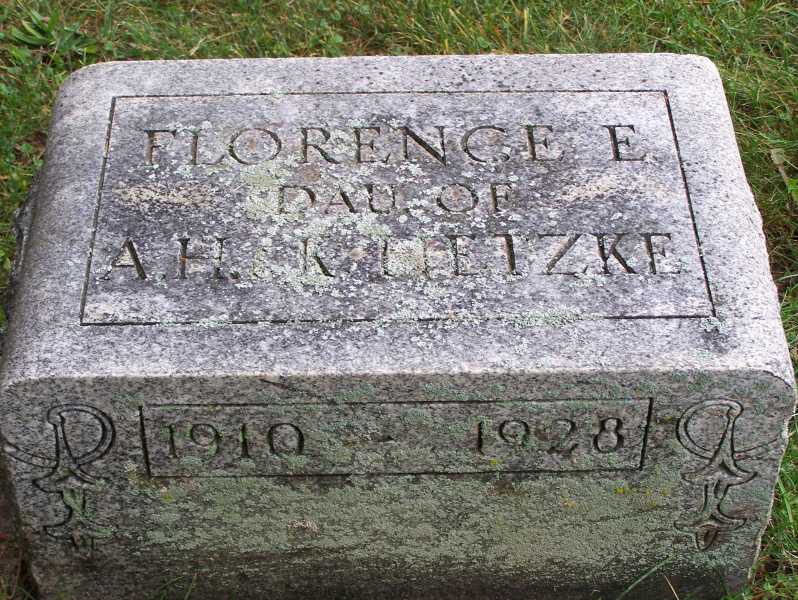 FLORENCE E.
DAU. OF
A.H. & K.
1910 - 1928